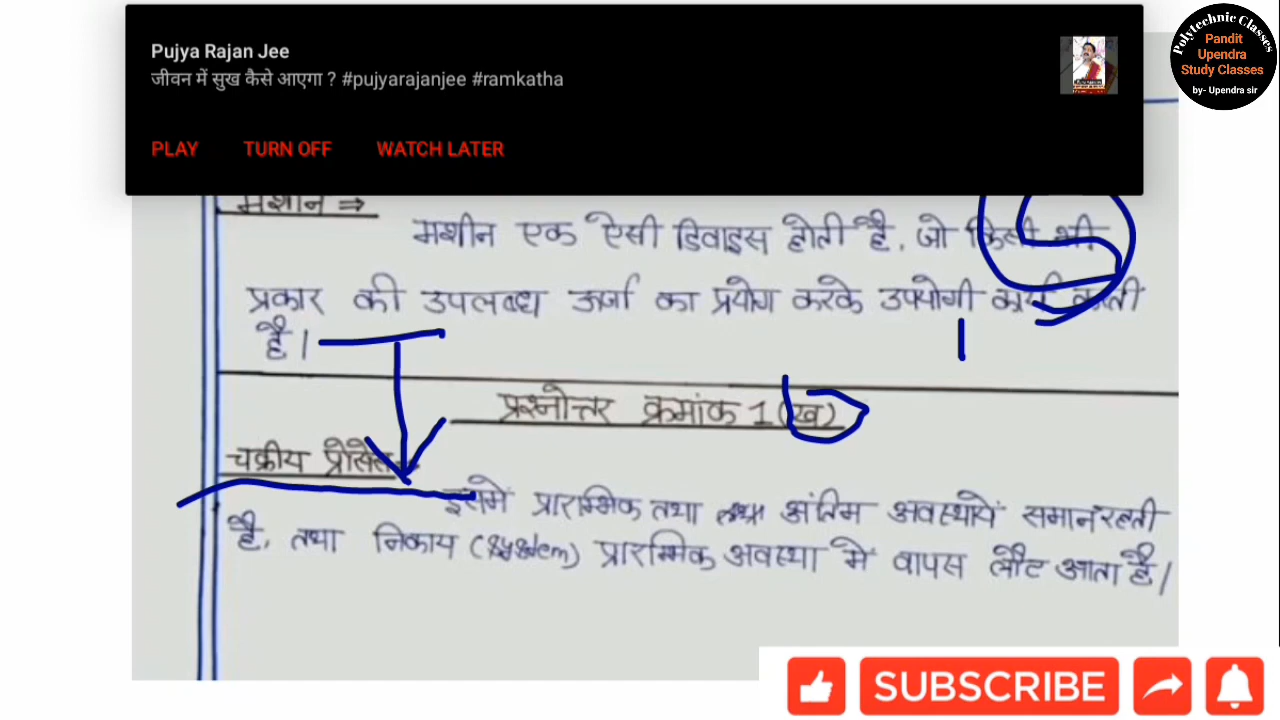 Pujya Rajan Jee
जीवन में सुख कैसे आएगा ? #pujyarajanjee #ramkatha
PLAY TURN OFF WATCH LATER
Polytechnic Classes
Pandit
Upendra
Study Classes
by- Upendra sir
मशीन ⇒
मशीन एक ऐसी डिवाइस होती है, जो किसी भी
प्रकार की उपलब्ध ऊर्जा का प्रयोग करके उपयोगी कार्य करती
है।
प्रश्नोत्तर क्रमांक 1 (ख)
चक्रीय प्रोसेस
इसमें प्रारम्भिक तथा अंतिम अवस्थायें समान रहती
है, तथा निकाय (System) प्रारम्भिक अवस्था में वापस लौट आता है।
SUBSCRIBE